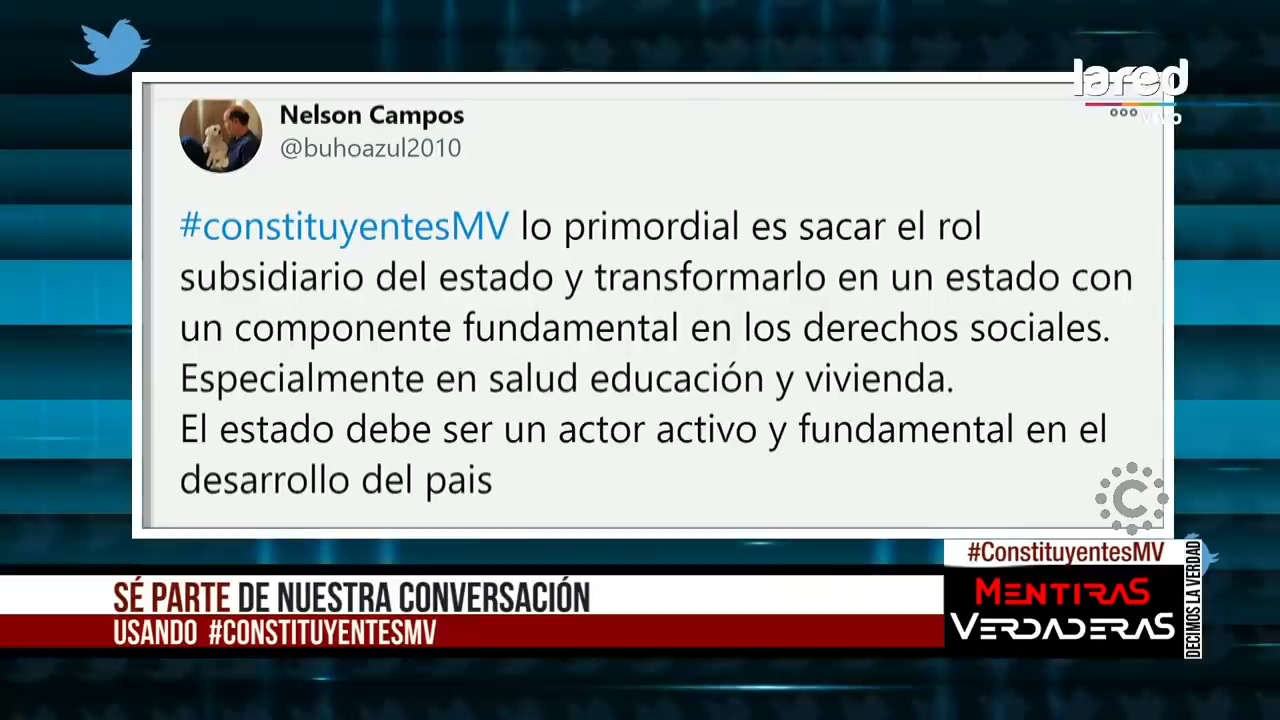 lared
VIVO
Nelson Campos
@buhoazul2010
#constituyentesMV lo primordial es sacar el rol
subsidiario del estado y transformarlo en un estado con
un componente fundamental en los derechos sociales.
Especialmente en salud educación y vivienda.
El estado debe ser un actor activo y fundamental en el
desarrollo del pais
C
#ConstituyentesMV
SÉ PARTE DE NUESTRA CONVERSACIÓN
USANDO #CONSTITUYENTESMV
MENTIRAS
VERDADERAS
DECIMOS LA VERDAD